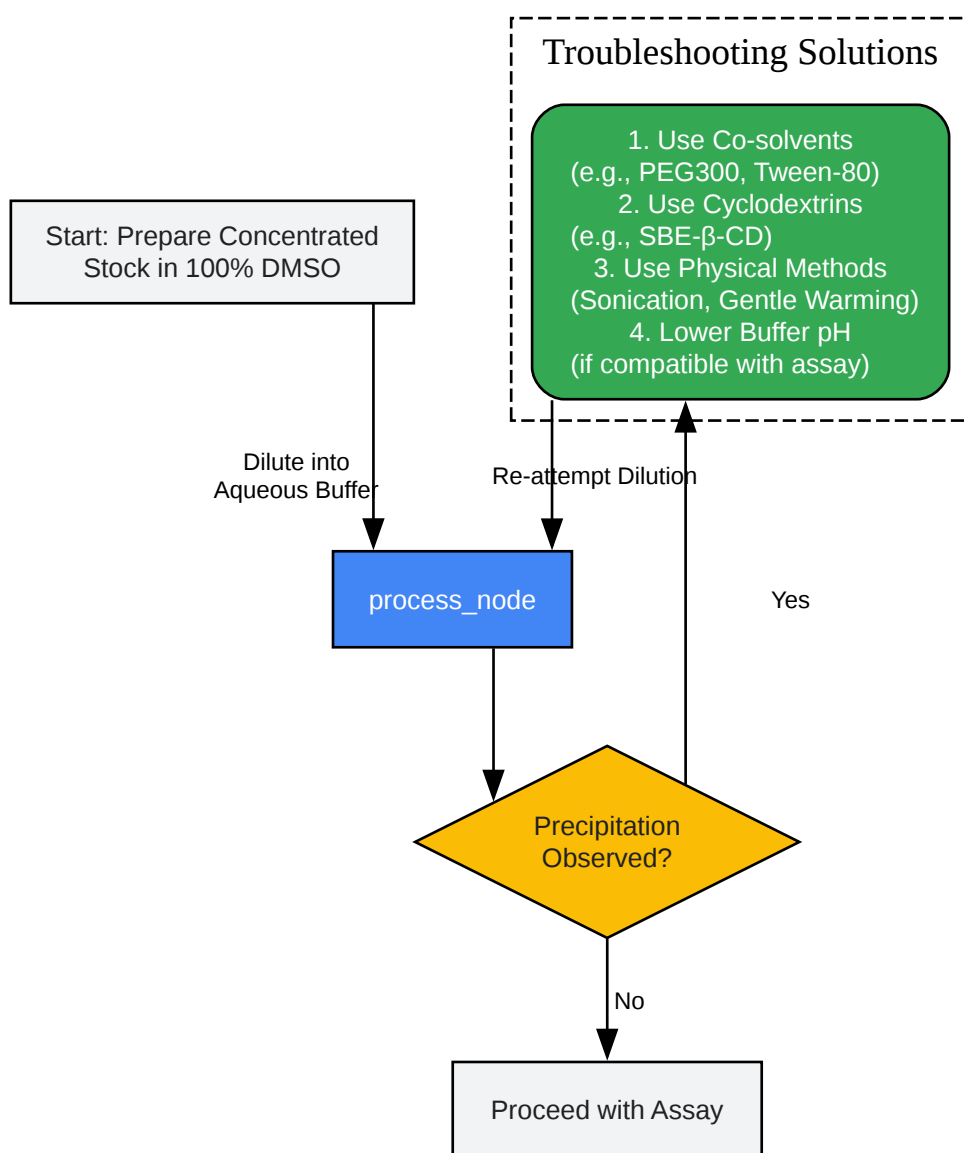 Troubleshooting Solutions
1. Use Co-solvents
(e.g., PEG300, Tween-80)
2. Use Cyclodextrins
(e.g., SBE-β-CD)
3. Use Physical Methods
(Sonication, Gentle Warming)
4. Lower Buffer pH
(if compatible with assay)
Start: Prepare Concentrated
Stock in 100% DMSO
Dilute into
Aqueous Buffer
Re-attempt Dilution
process_node
Yes
Precipitation
Observed?
No
Proceed with Assay